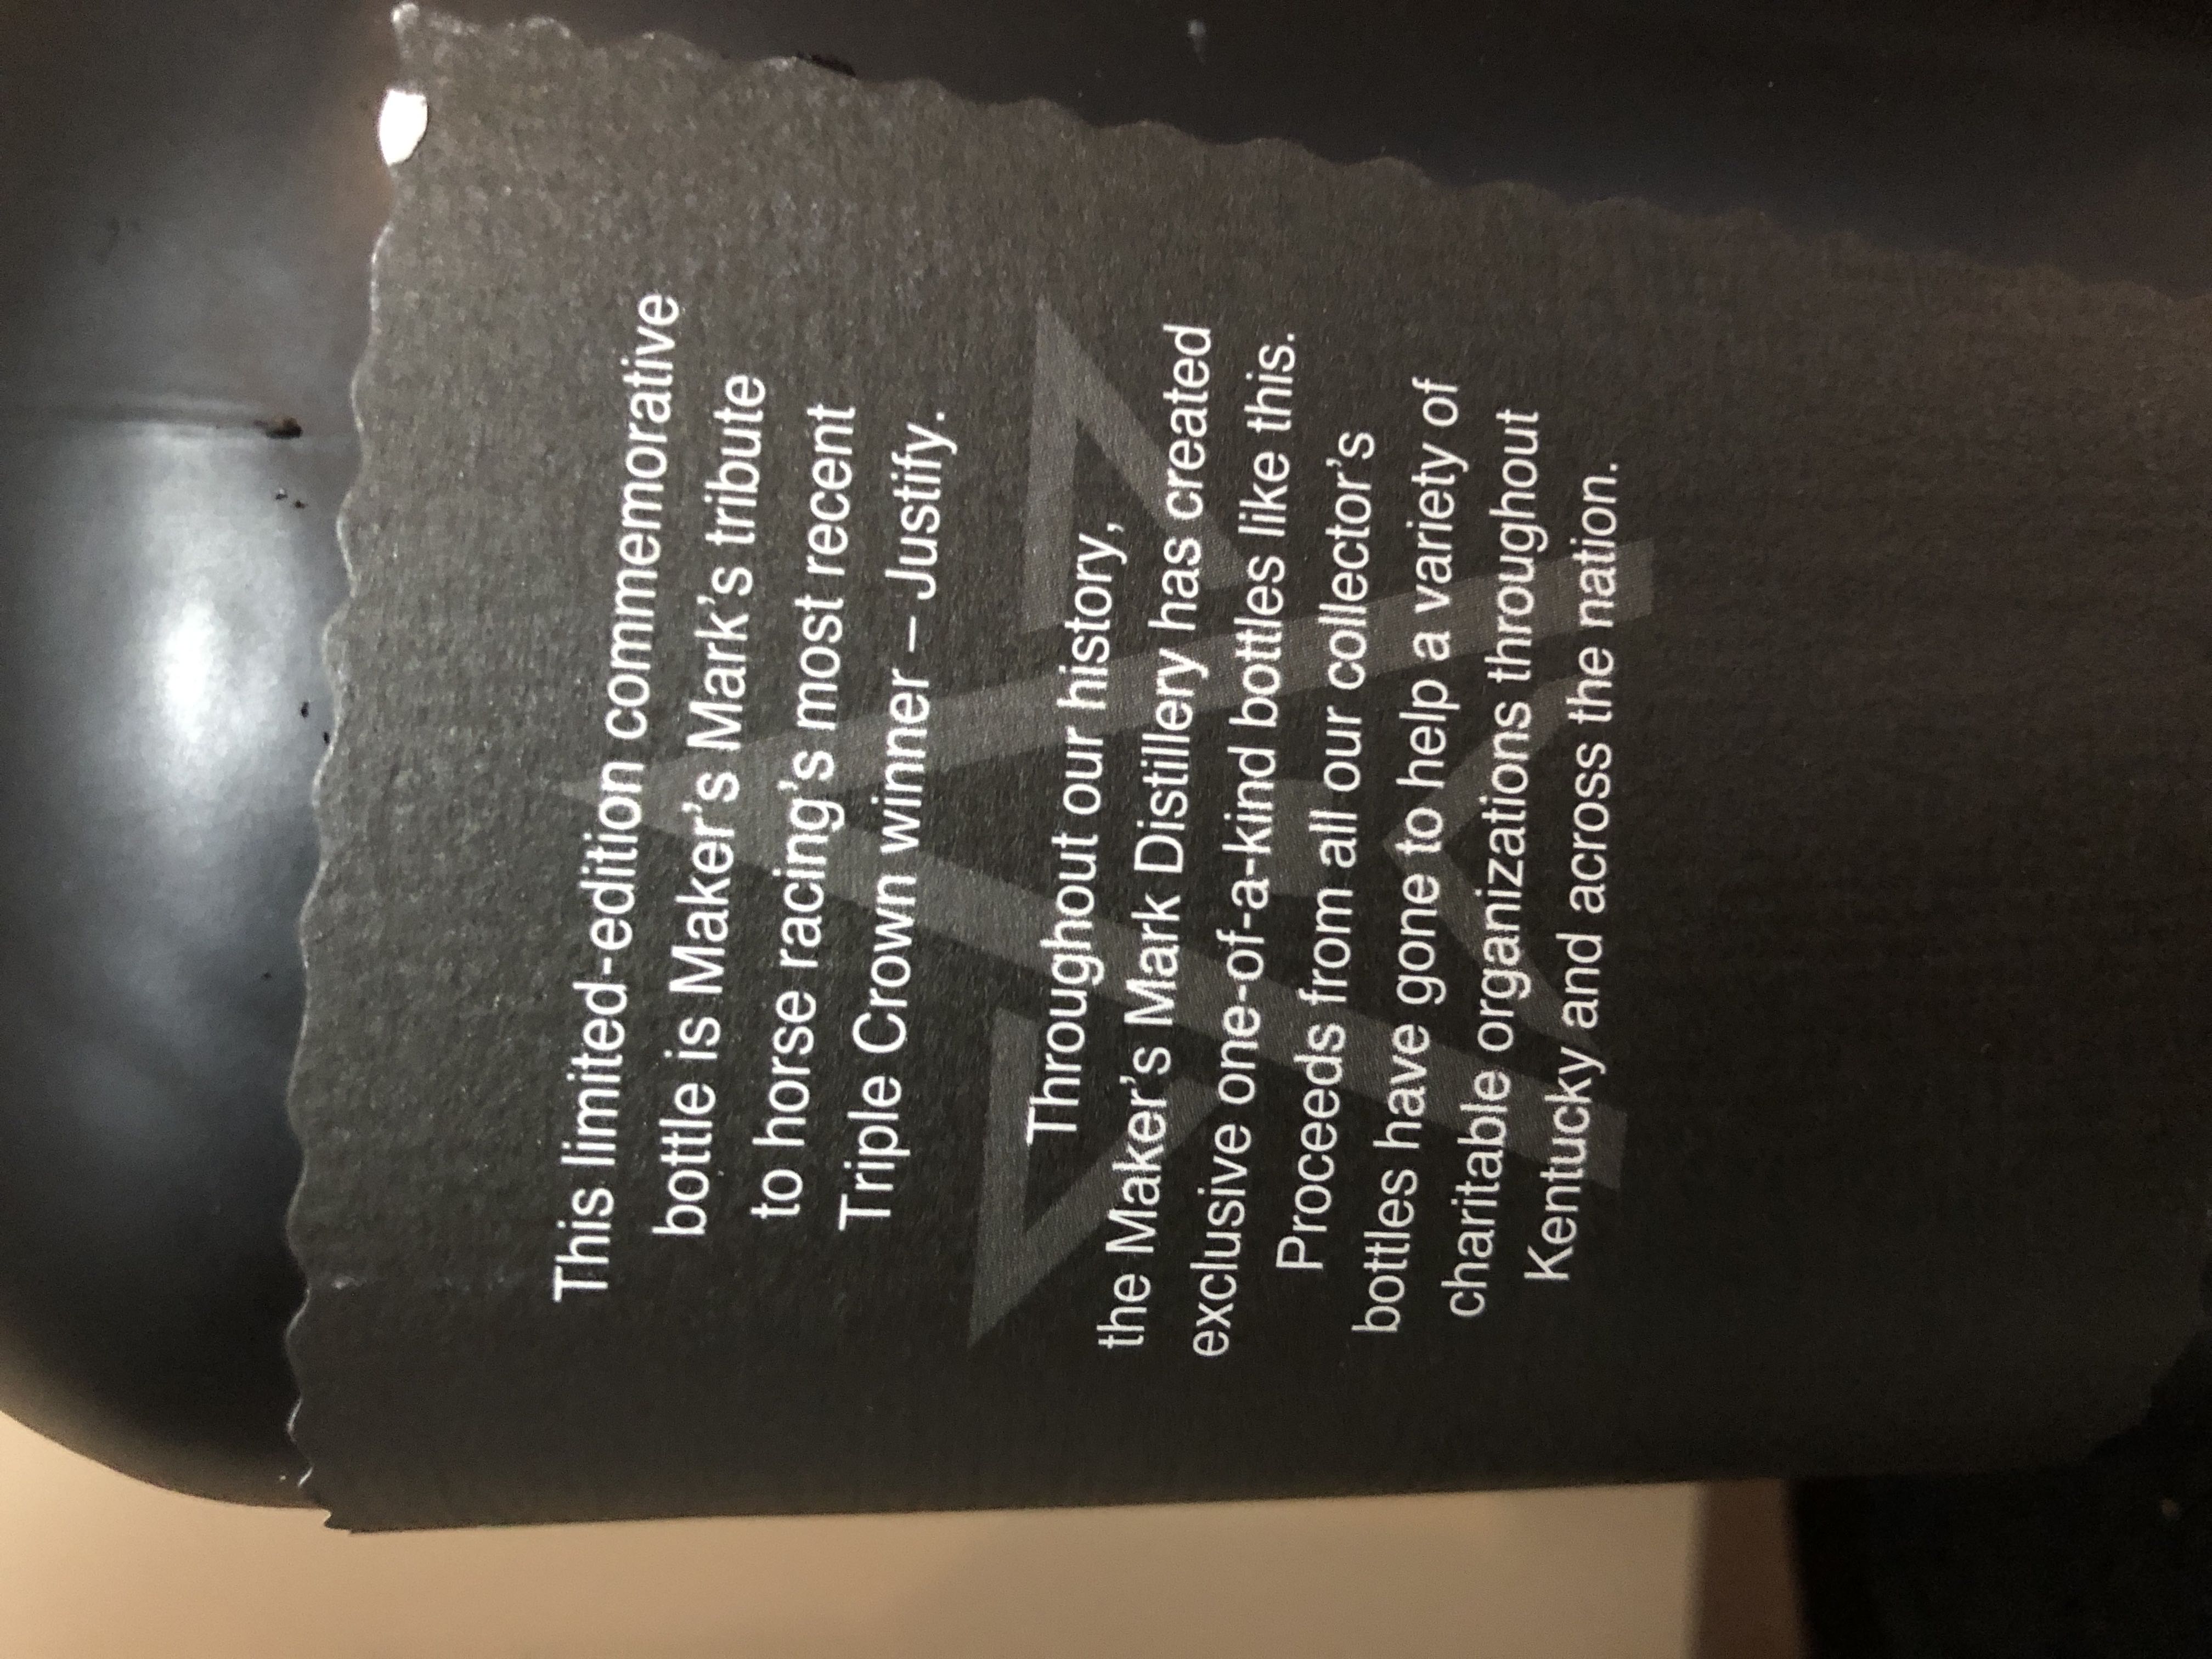 This limited-edition commemorative
bottle is Maker's Mark's tribute
to horse racing's most recent
Triple Crown winner – Justify.
Throughout our history,
the Maker's Mark Distillery has created
exclusive one-of-a-kind bottles like this.
Proceeds from all our collector's
bottles have gone to help a variety of
charitable organizations throughout
Kentucky and across the nation.